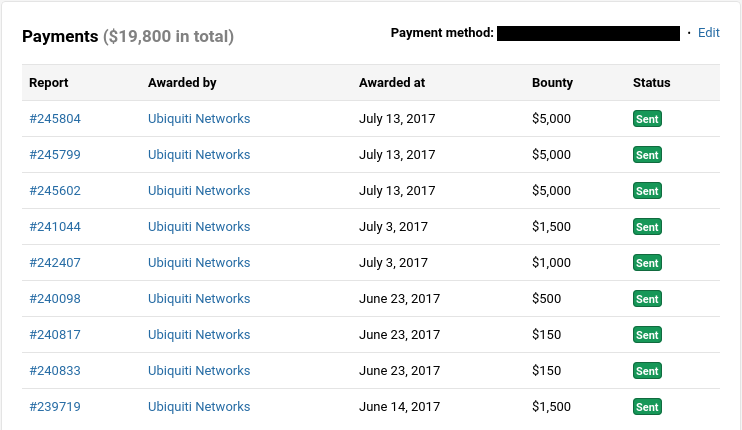 Payments ($19,800 in total) Payment method: · Edit
Report Awarded by Awarded at Bounty Status
#245804 Ubiquiti Networks July 13, 2017 $5,000 Sent
#245799 Ubiquiti Networks July 13, 2017 $5,000 Sent
#245602 Ubiquiti Networks July 13, 2017 $5,000 Sent
#241044 Ubiquiti Networks July 3, 2017 $1,500 Sent
#242407 Ubiquiti Networks July 3, 2017 $1,000 Sent
#240098 Ubiquiti Networks June 23, 2017 $500 Sent
#240817 Ubiquiti Networks June 23, 2017 $150 Sent
#240833 Ubiquiti Networks June 23, 2017 $150 Sent
#239719 Ubiquiti Networks June 14, 2017 $1,500 Sent